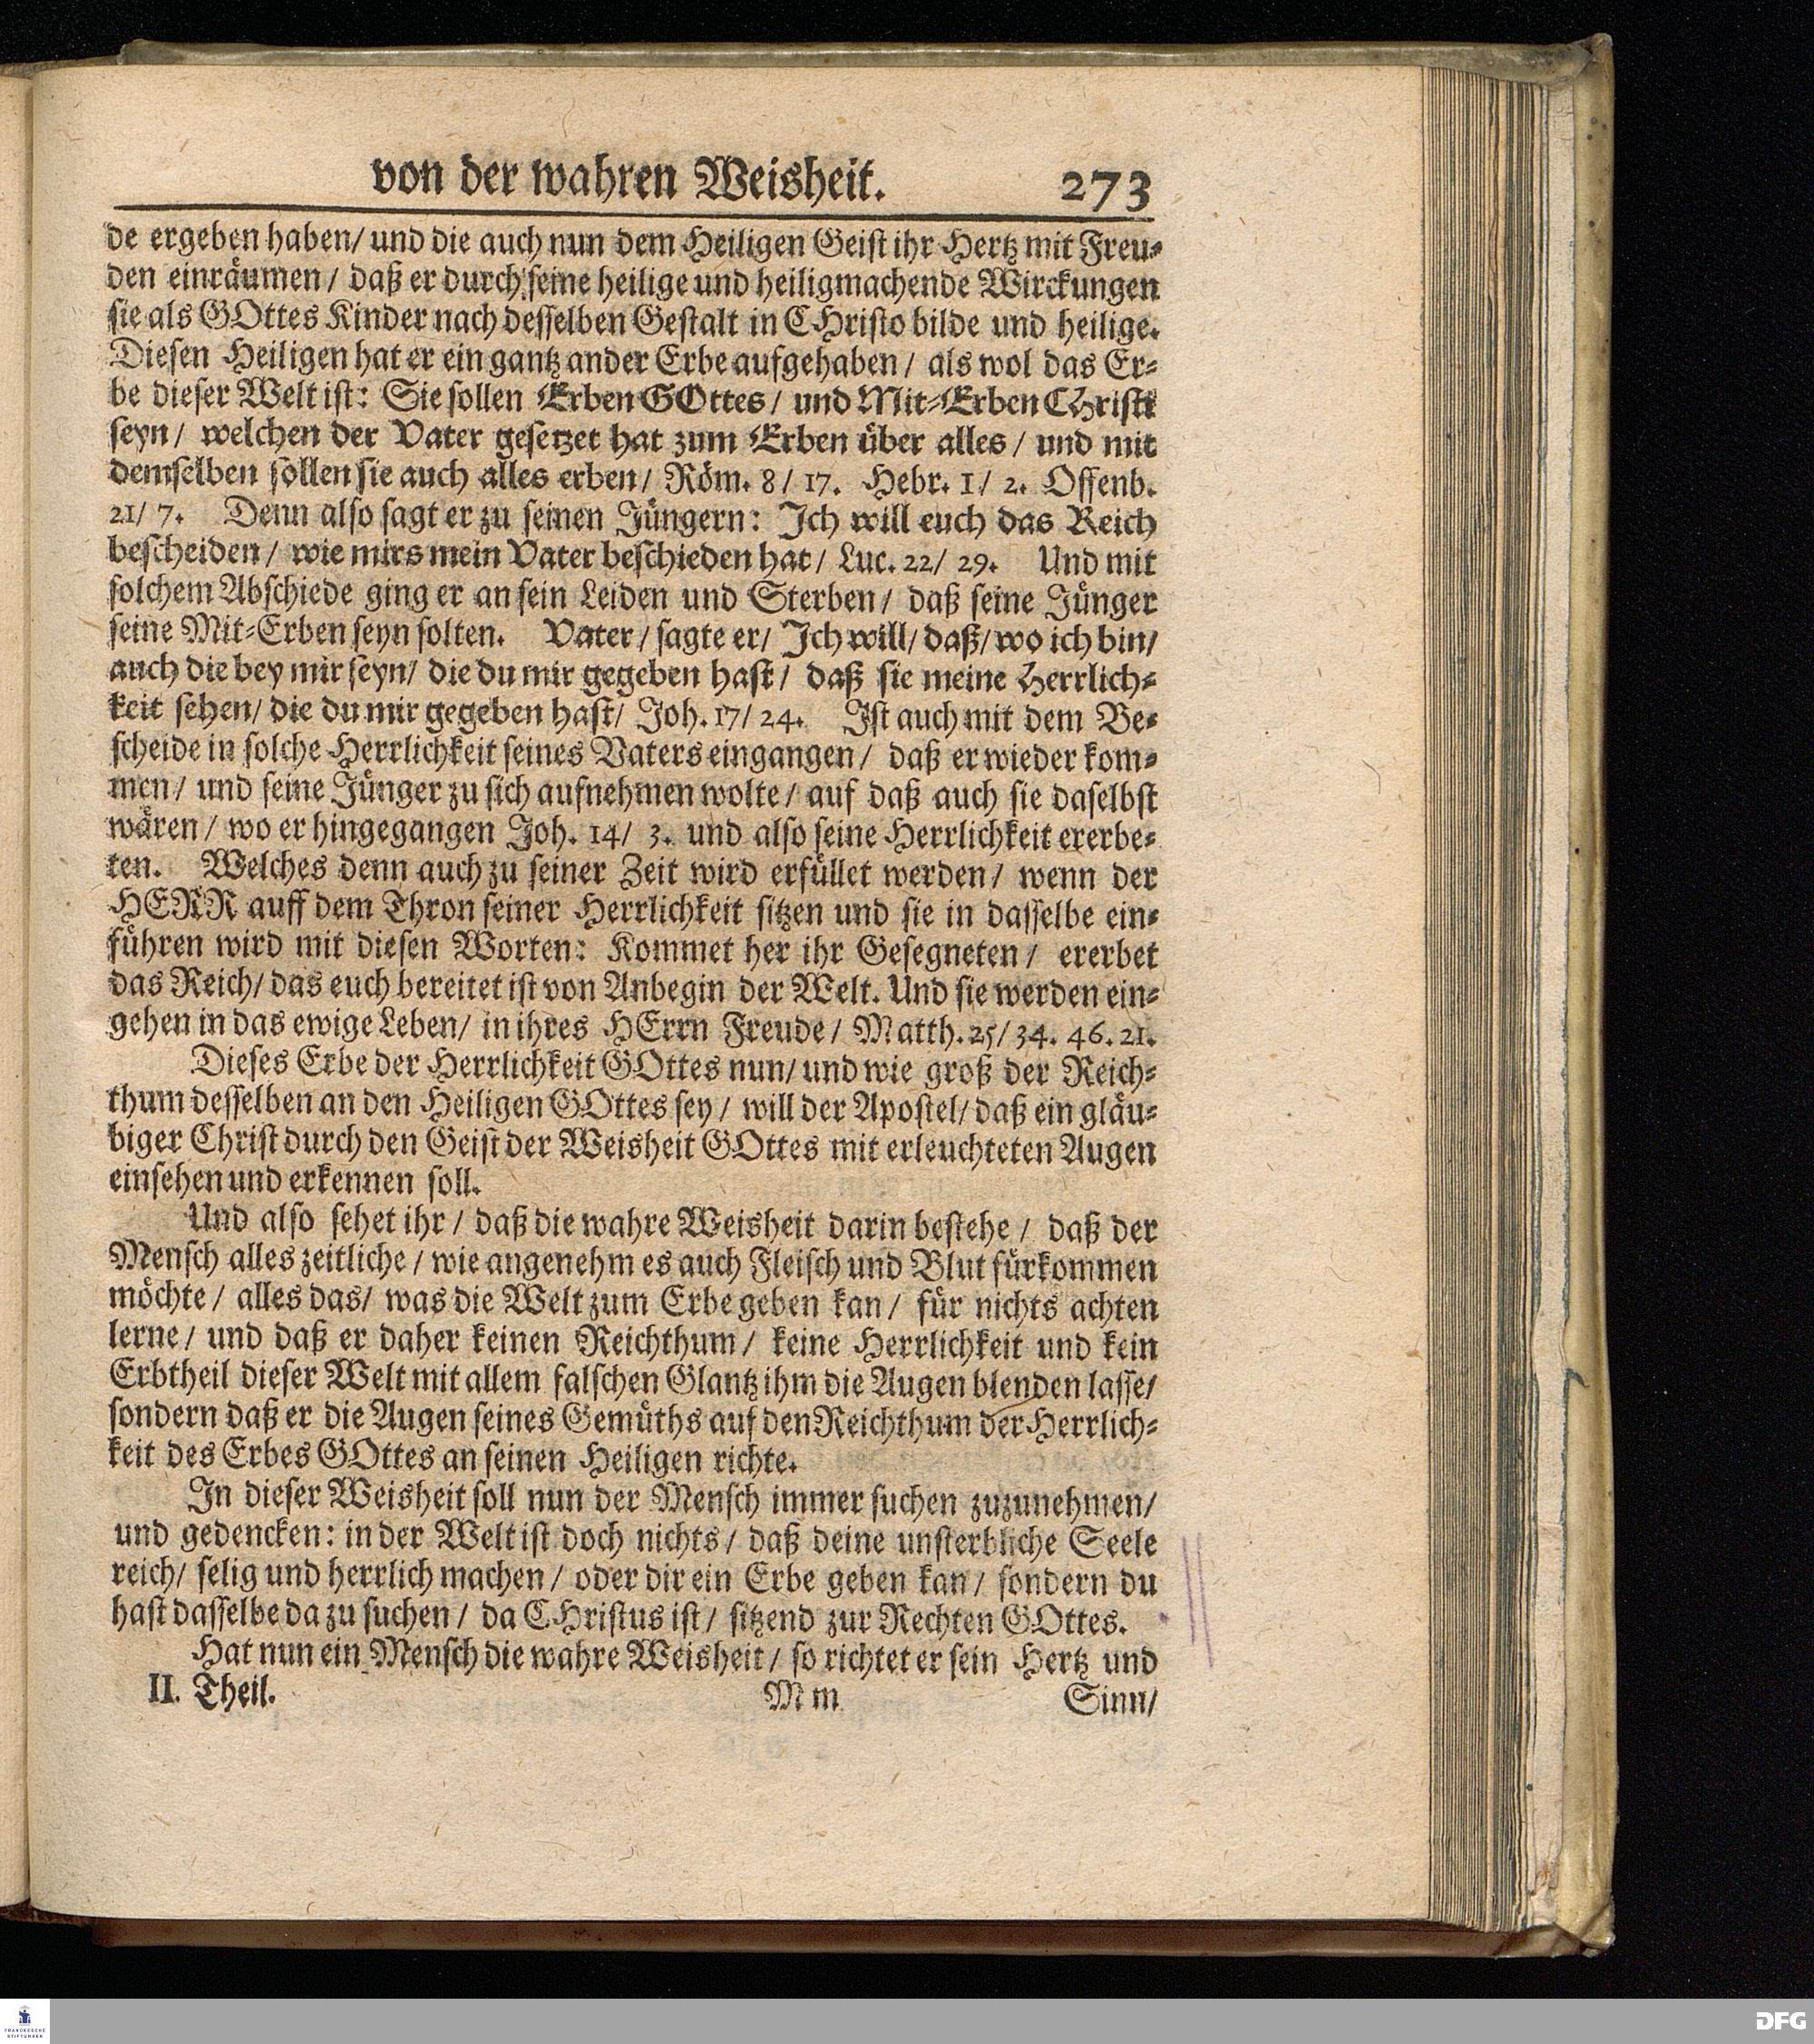 von der wahren Weisheit. 273
de ergeben haben/ und die auch nun dem Heiligen Geist ihr Hertz mit Freu-
den einräumen/ daß er durch seine heilige und heiligmachende Wirckungen
sie als GOttes Kinder nach desselben Gestalt in CHristo bilde und heilige.
Diesen Heiligen hat er ein gantz ander Erbe aufgehaben/ als wol das Er-
be dieser Welt ist: Sie sollen Erben GOttes/ und Mit-Erben CHristi
seyn/ welchen der Vater gesetzet hat zum Erben über alles/ und mit
demselben sollen sie auch alles erben/ Röm. 8/ 17. Hebr. 1/ 2. Offenb.
21/ 7. Denn also sagt er zu seinen Jüngern: Ich will euch das Reich
bescheiden/ wie mirs mein Vater beschieden hat/ Luc. 22/ 29. Und mit
solchem Abschiede ging er an sein Leiden und Sterben/ daß seine Jünger
seine Mit-Erben seyn solten. Vater/ sagte er/ Ich will/ daß/ wo ich bin/
auch die bey mir seyn/ die du mir gegeben hast/ daß sie meine Herrlich-
keit sehen/ die du mir gegeben hast/ Joh. 17/ 24. Ist auch mit dem Be-
scheide in solche Herrlichkeit seines Vaters eingangen/ daß er wieder kom-
men/ und seine Jünger zu sich aufnehmen wolte/ auf daß auch sie daselbst
wären/ wo er hingegangen Joh. 14/ 3. und also seine Herrlichkeit ererbe-
ten. Welches denn auch zu seiner Zeit wird erfüllet werden/ wenn der
HERR auff dem Thron seiner Herrlichkeit sitzen und sie in dasselbe ein-
führen wird mit diesen Worten: Kommet her ihr Gesegneten/ ererbet
das Reich/ das euch bereitet ist von Anbegin der Welt. Und sie werden ein-
gehen in das ewige Leben/ in ihres HErrn Freude/ Matth. 25/ 34. 46. 21.
Dieses Erbe der Herrlichkeit GOttes nun/ und wie groß der Reich-
thum desselben an den Heiligen GOttes sey/ will der Apostel/ daß ein gläu-
biger Christ durch den Geist der Weisheit GOttes mit erleuchteten Augen
einsehen und erkennen soll.
Und also sehet ihr/ daß die wahre Weisheit darin bestehe/ daß der
Mensch alles zeitliche/ wie angenehm es auch Fleisch und Blut fürkommen
möchte/ alles das/ was die Welt zum Erbe geben kan/ für nichts achten
lerne/ und daß er daher keinen Reichthum/ keine Herrlichkeit und kein
Erbtheil dieser Welt mit allem falschen Glantz ihm die Augen blenden lasse/
sondern daß er die Augen seines Gemüths auf den Reichthum der Herrlich-
keit des Erbes GOttes an seinen Heiligen richte.
In dieser Weisheit soll nun der Mensch immer suchen zuzunehmen/
und gedencken: in der Welt ist doch nichts/ daß deine unsterbliche Seele
reich/ selig und herrlich machen/ oder dir ein Erbe geben kan/ sondern du
hast dasselbe da zu suchen/ da CHristus ist/ sitzend zur Rechten GOttes.
Hat nun ein Mensch die wahre Weisheit/ so richtet er sein Hertz und
II. Theil. Mm Sinn/
FRANCKESCHE
STIFTUNGEN
DFG